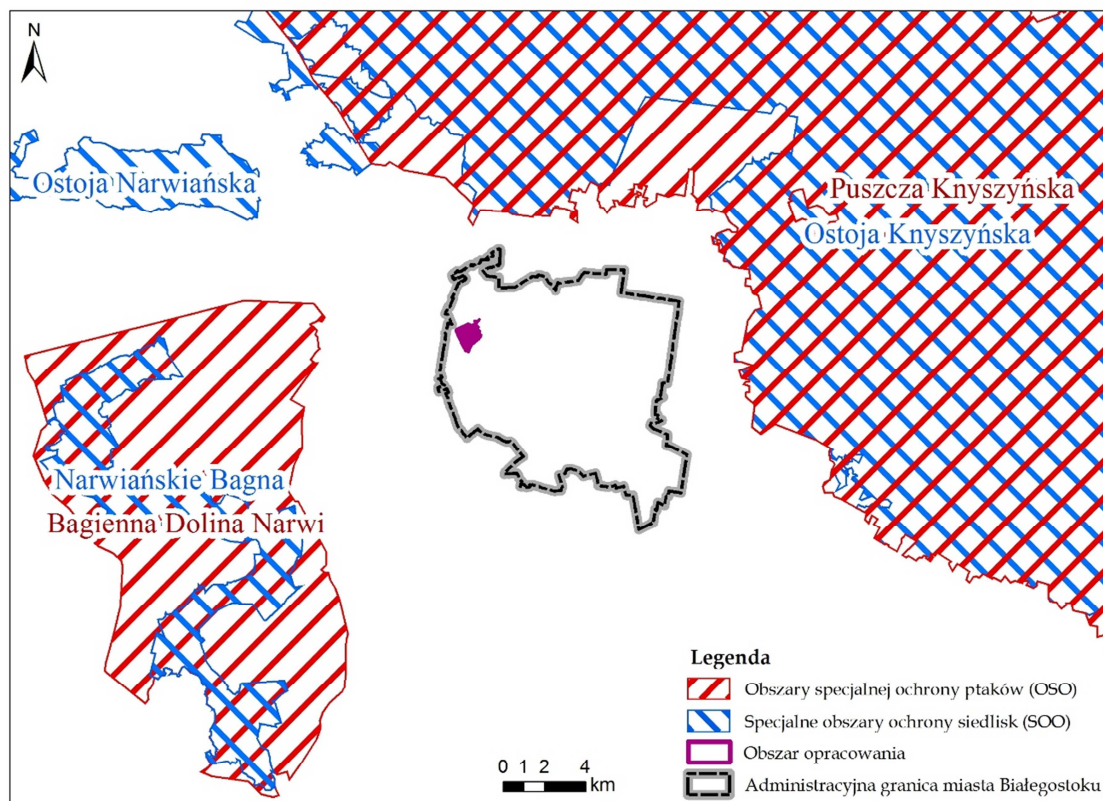 N
Ostoja Narwiańska
Puszcza Knyszyńska
Ostoja Knyszyńska
Narwiańskie Bagna
Bagienna Dolina Narwi
Legenda
Obszary specjalnej ochrony ptaków (OSO)
Specjalne obszary ochrony siedlisk (SOO)
Obszar opracowania
Administracyjna granica miasta Białegostoku
0 1 2 4
km